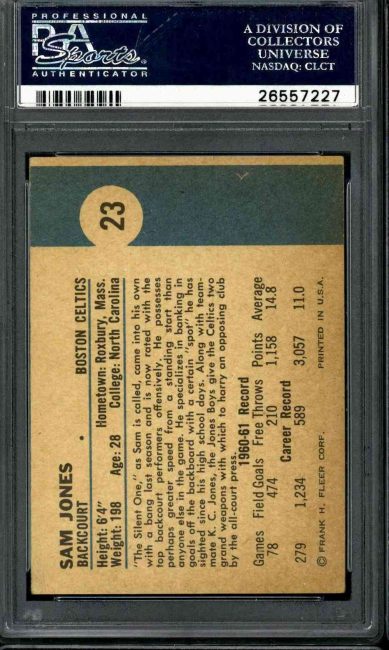 PROFESSIONAL
PSA
Sports
AUTHENTICATOR
A DIVISION OF
COLLECTORS
UNIVERSE
NASDAQ: CLCT
26557227
23
SAM JONES
BACKCOURT • BOSTON CELTICS
Height: 6'4" Hometown: Roxbury, Mass.
Weight: 198 Age: 28 College: North Carolina
"The Silent One," as Sam is called, came into his own
with a bang last season and is now rated with the
top backcourt performers offensively. He possesses
perhaps greater speed from a standing start than
anyone else in the game. He specializes in banking in
goals off the backboard with a certain "spot" he has
sighted since his high school days. Along with team-
mate K. C. Jones, the Jones Boys give the Celtics two
grand weapons with which to harry an opposing club
by the all-court press.
1960-61 Record
Games Field Goals Free Throws Points Average
78 474 210 1,158 14.8
Career Record
279 1,234 589 3,057 11.0
© FRANK H. FLEER CORP. PRINTED IN U.S.A.